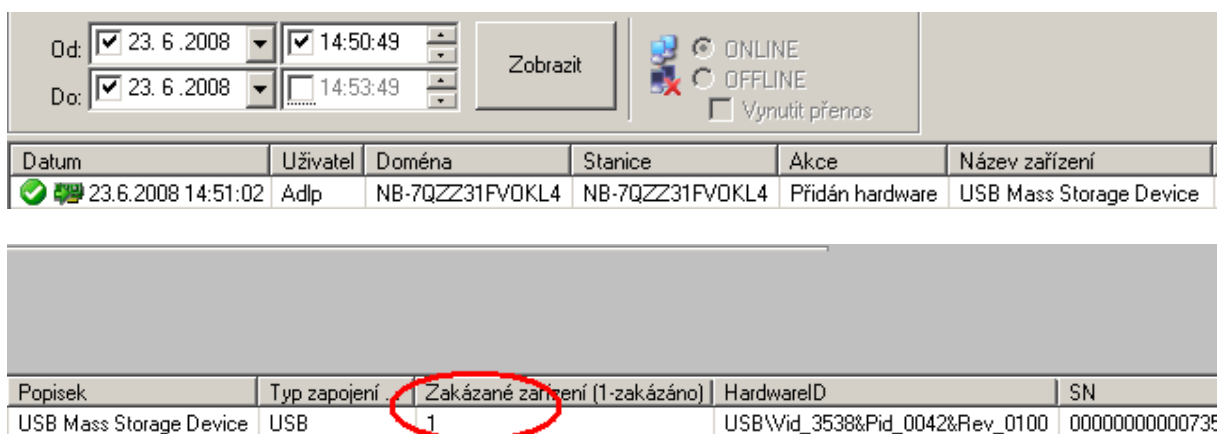 Od: 23. 6 .2008 14:50:49 Zobrazit ONLINE
Do: 23. 6 .2008 14:53:49 OFFLINE
Vynutit přenos
Datum Uživatel Doména Stanice Akce Název zařízení
23.6.2008 14:51:02 Adlp NB-7QZZ31FVOKL4 NB-7QZZ31FVOKL4 Přidán hardware USB Mass Storage Device
Popisek Typ zapojení ... Zakázané zařízení (1-zakázáno) HardwareID SN
USB Mass Storage Device USB 1 USB\Vid_3538&Pid_0042&Rev_0100 00000000000735